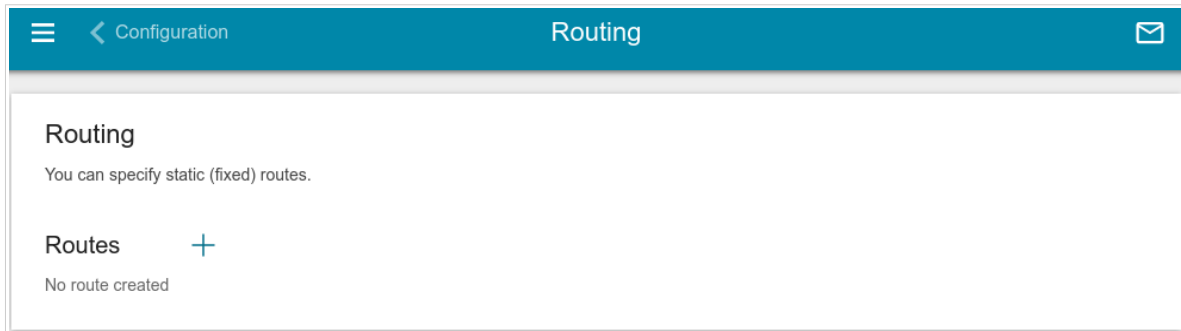 Configuration
Routing
Routing
You can specify static (fixed) routes.
Routes
No route created